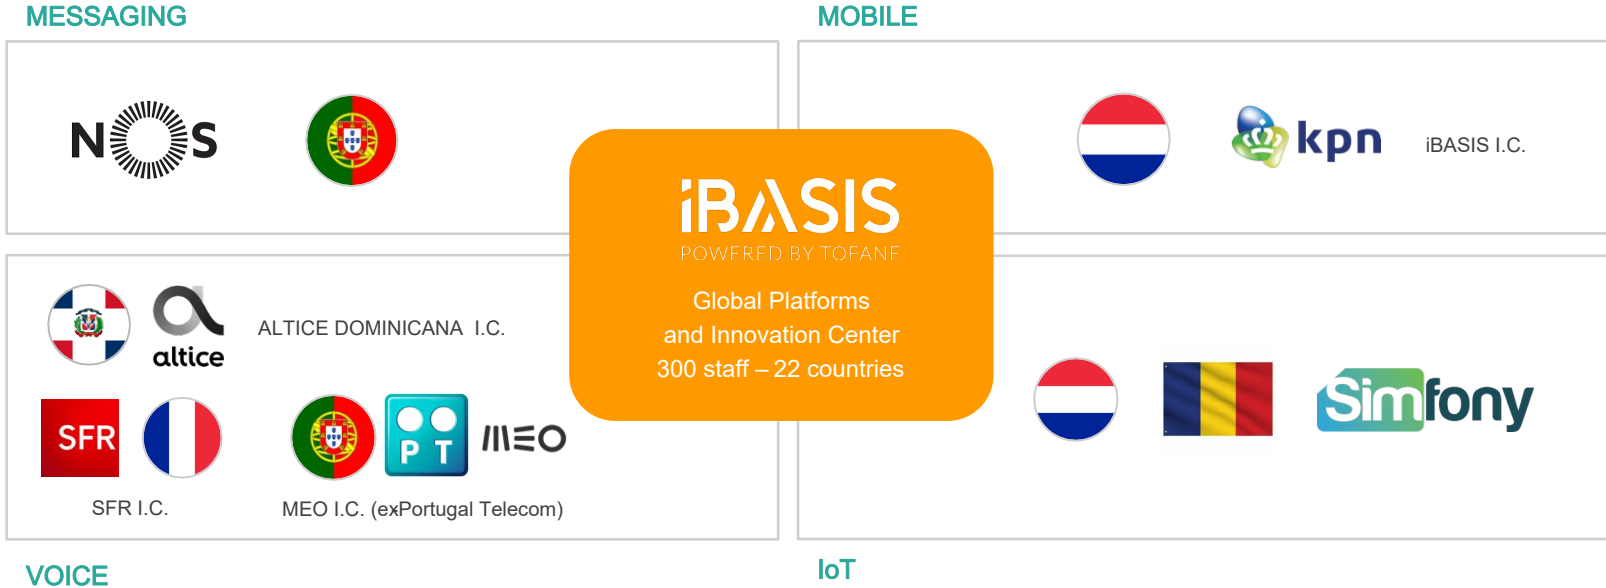 MESSAGING
MOBILE
NOS
kpn
iBASIS I.C.
iBASIS
POWERED BY TOFANE
Global Platforms
and Innovation Center
300 staff – 22 countries
altice
ALTICE DOMINICANA I.C.
SFR
PT
MEO
SFR I.C.
MEO I.C. (exPortugal Telecom)
Simfony
VOICE
IoT